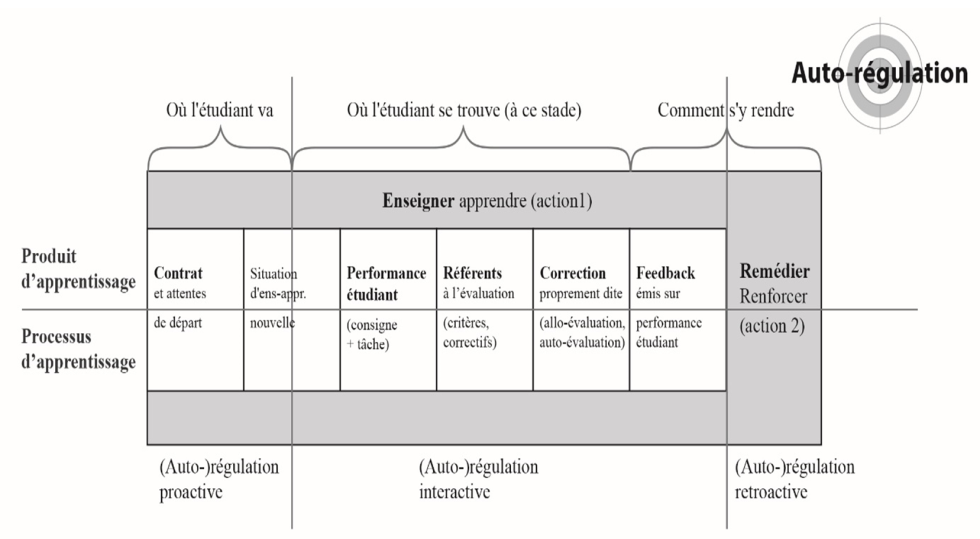 Auto-régulation
Où l'étudiant va
Où l'étudiant se trouve (à ce stade)
Comment s'y rendre
Enseigner apprendre (action1)
Produit
d'apprentissage
Processus
d'apprentissage
Contrat
et attentes
de départ
Situation
d'ens-appr.
nouvelle
Performance
étudiant
(consigne
+ tâche)
Référents
à l'évaluation
(critères,
correctifs)
Correction
proprement dite
(allo-évaluation,
auto-évaluation)
Feedback
émis sur
performance
étudiant
Remédier
Renforcer
(action 2)
(Auto-)régulation
proactive
(Auto-)régulation
interactive
(Auto-)régulation
retroactive